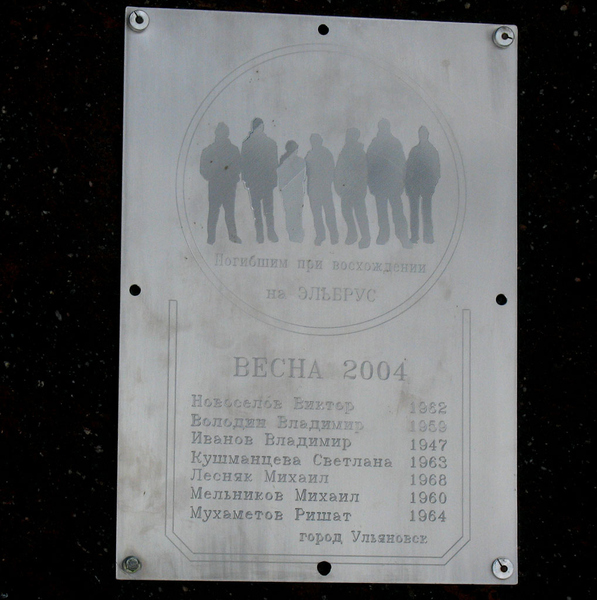 Погибшим при восхождении
на ЭЛЬБРУС
ВЕСНА 2004
Новоселов Виктор 1962
Володин Владимир 1959
Иванов Владимир 1947
Кушманцева Светлана 1963
Лесняк Михаил 1968
Мельников Михаил 1960
Мухаметов Ришат 1964
город Ульяновск